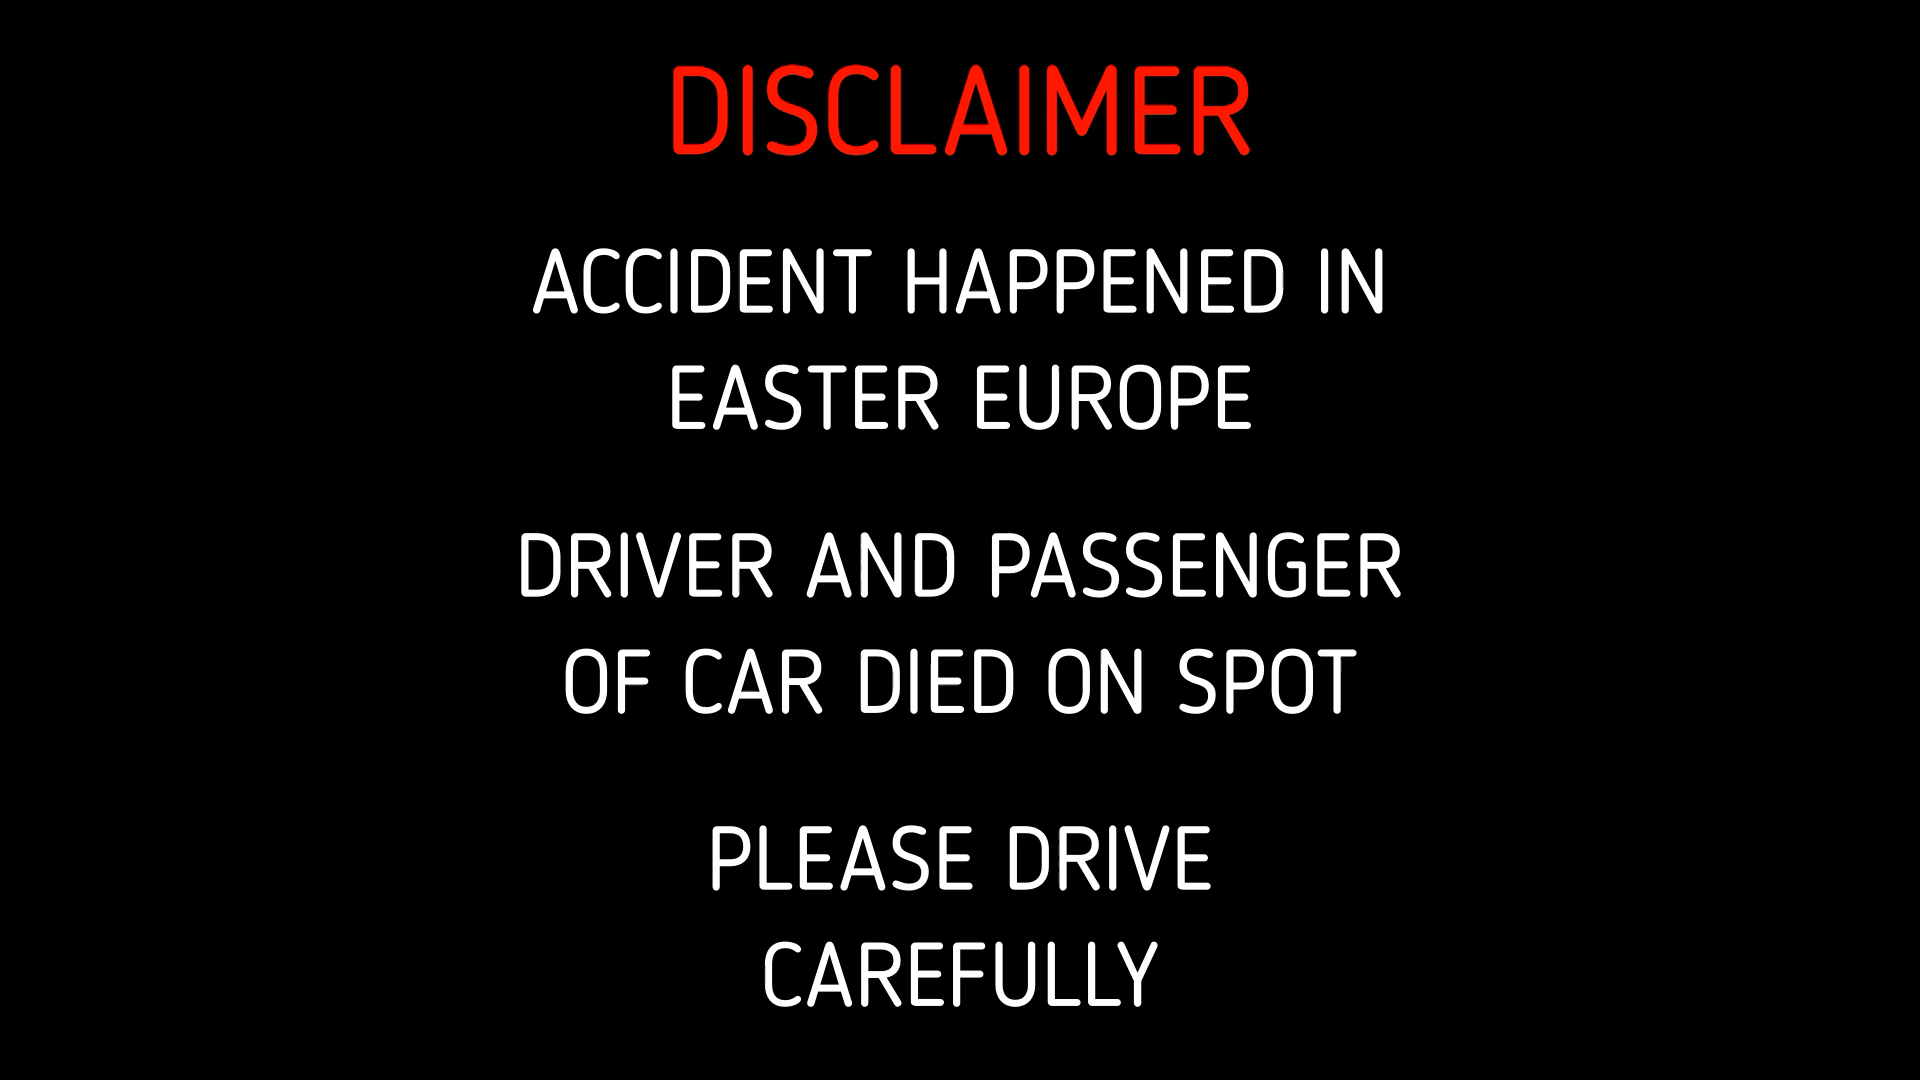 DISCLAIMER
ACCIDENT HAPPENED IN
EASTER EUROPE
DRIVER AND PASSENGER
OF CAR DIED ON SPOT
PLEASE DRIVE
CAREFULLY